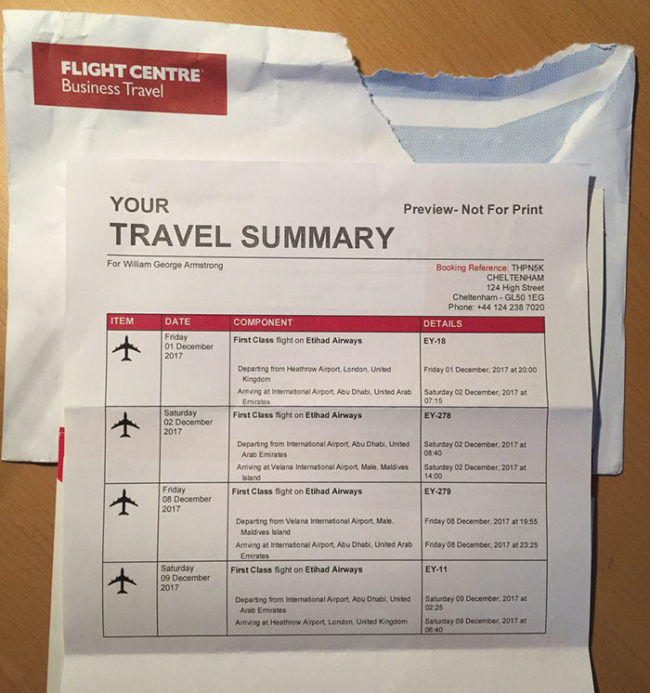 FLIGHT CENTRE
Business Travel
YOUR
Preview- Not For Print
TRAVEL SUMMARY
For William George Armstrong
Booking Reference: THPN5K
CHELTENHAM
124 High Street
Cheltenham - GL50 1EG
Phone: +44 124 238 7020
ITEM DATE COMPONENT DETAILS
Friday
01 December
2017
First Class flight on Etihad Airways
EY-18
Departing from Heathrow Airport, London, United
Kingdom
Friday 01 December, 2017 at 20:00
Arriving at International Airport, Abu Dhabi, United Arab
Emirates
Saturday 02 December, 2017 at
07:15
Saturday
02 December
2017
First Class flight on Etihad Airways
EY-278
Departing from International Airport, Abu Dhabi, United
Arab Emirates
Saturday 02 December, 2017 at
08:40
Arriving at Velana International Airport, Male, Maldives
Island
Saturday 02 December, 2017 at
14:00
Friday
08 December
2017
First Class flight on Etihad Airways
EY-279
Departing from Velana International Airport, Male,
Maldives Island
Friday 08 December, 2017 at 19:55
Arriving at International Airport, Abu Dhabi, United Arab
Emirates
Friday 08 December, 2017 at 23:25
Saturday
09 December
2017
First Class flight on Etihad Airways
EY-11
Departing from International Airport, Abu Dhabi, United
Arab Emirates
Saturday 09 December, 2017 at
02:25
Arriving at Heathrow Airport, London, United Kingdom
Saturday 09 December, 2017 at
06:40